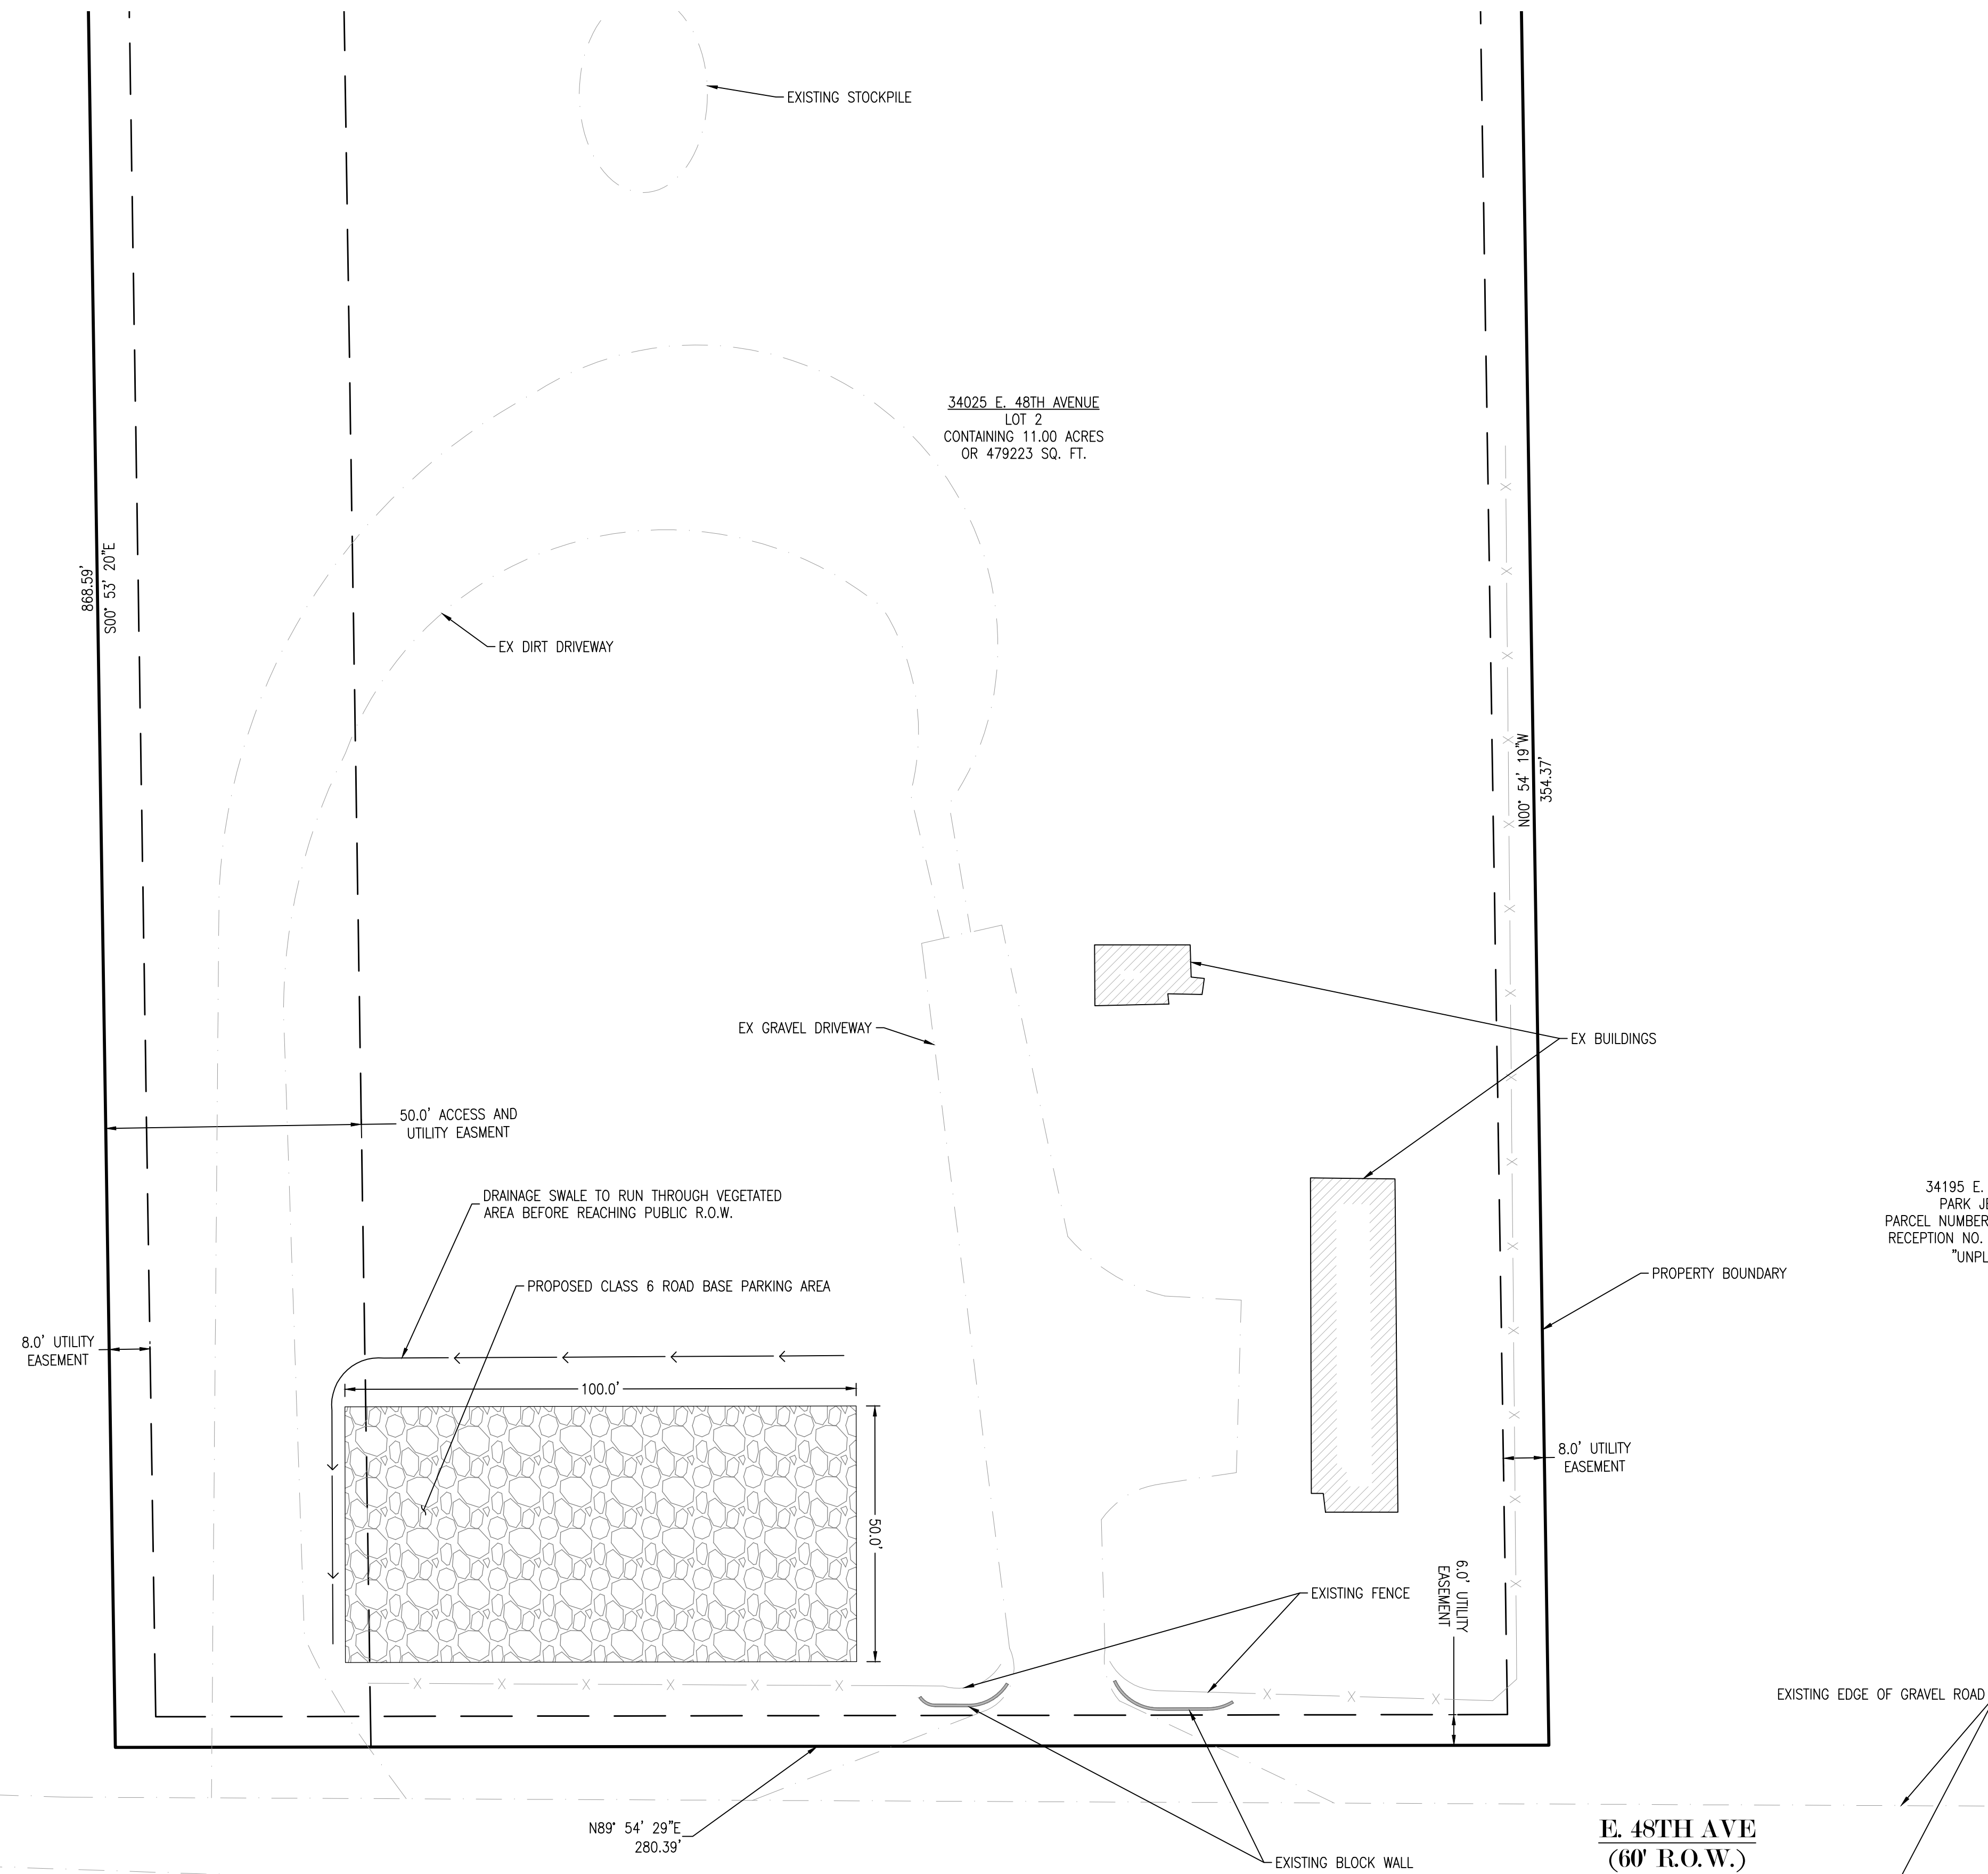 EXISTING STOCKPILE
34025 E. 48TH AVENUE
LOT 2
CONTAINING 11.00 ACRES
OR 479223 SQ. FT.
868.59'
S00° 53' 20"E
EX DIRT DRIVEWAY
N00° 54' 19"W
354.37'
EX GRAVEL DRIVEWAY
EX BUILDINGS
50.0' ACCESS AND
UTILITY EASMENT
DRAINAGE SWALE TO RUN THROUGH VEGETATED
AREA BEFORE REACHING PUBLIC R.O.W.
34195 E.
PARK JE
PARCEL NUMBER
RECEPTION NO.
"UNPL
PROPERTY BOUNDARY
PROPOSED CLASS 6 ROAD BASE PARKING AREA
8.0' UTILITY
EASEMENT
100.0'
50.0'
8.0' UTILITY
EASEMENT
6.0' UTILITY
EASEMENT
EXISTING FENCE
EXISTING EDGE OF GRAVEL ROAD
N89° 54' 29"E
280.39'
E. 48TH AVE
(60' R.O.W.)
EXISTING BLOCK WALL